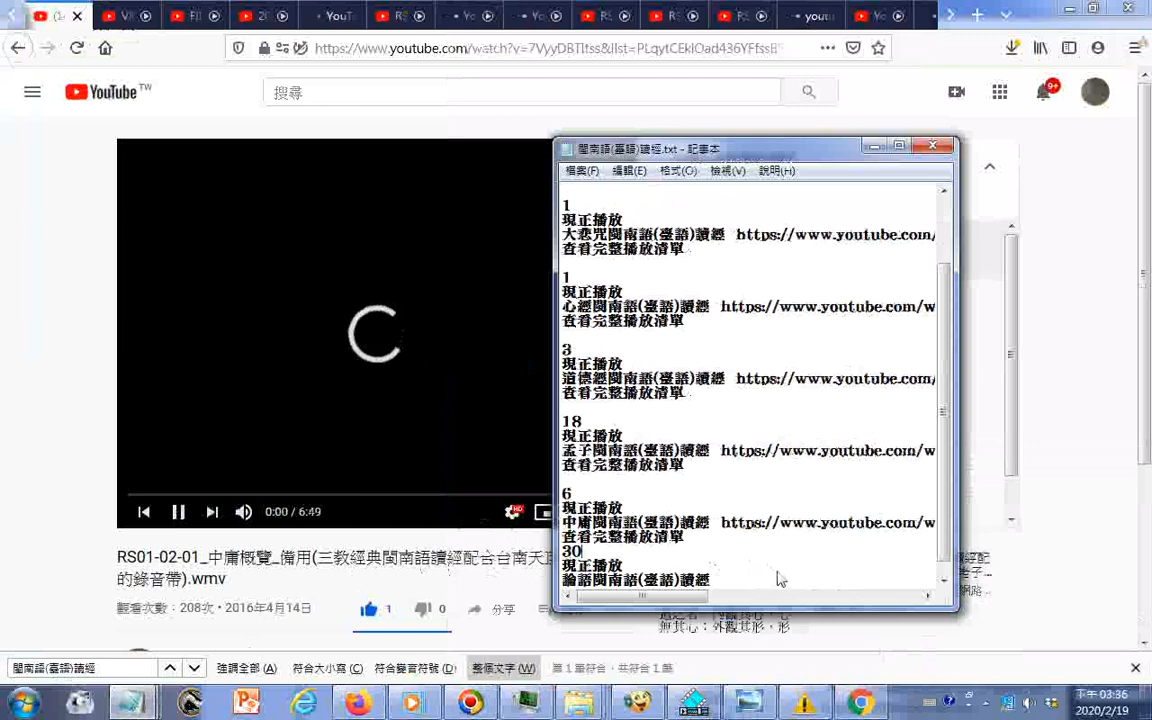 YouT
youtu
https://www.youtube.com/watch?v=7VyyDBTIfss&list=PLqytCEklOad436YFfssB
YouTube TW
搜尋
9+
閩南語(臺語)讀經.txt - 記事本
檔案(F) 編輯(E) 格式(O) 檢視(V) 說明(H)
1
現正播放
大悲咒閩南語(臺語)讀經 https://www.youtube.com/
查看完整播放清單
1
現正播放
心經閩南語(臺語)讀經 https://www.youtube.com/w
查看完整播放清單
3
現正播放
道德經閩南語(臺語)讀經 https://www.youtube.com/
查看完整播放清單
18
現正播放
孟子閩南語(臺語)讀經 https://www.youtube.com/w
查看完整播放清單
6
現正播放
中庸閩南語(臺語)讀經 https://www.youtube.com/w
查看完整播放清單
30
現正播放
論語閩南語(臺語)讀經
0:00 / 6:49
HD
RS01-02-01_中庸概覽_備用(三教經典閩南語讀經配合台南天
的錄音帶).wmv
觀看次數：208次 • 2016年4月14日
1
0
分享
無其心；外觀其形，形
閩南語(臺語)讀經
強調全部(A) 符合大小寫(C) 符合變音符號(D) 整個文字(W) 第 1 筆符合，共符合 1 筆
下午 03:36
2020/2/19